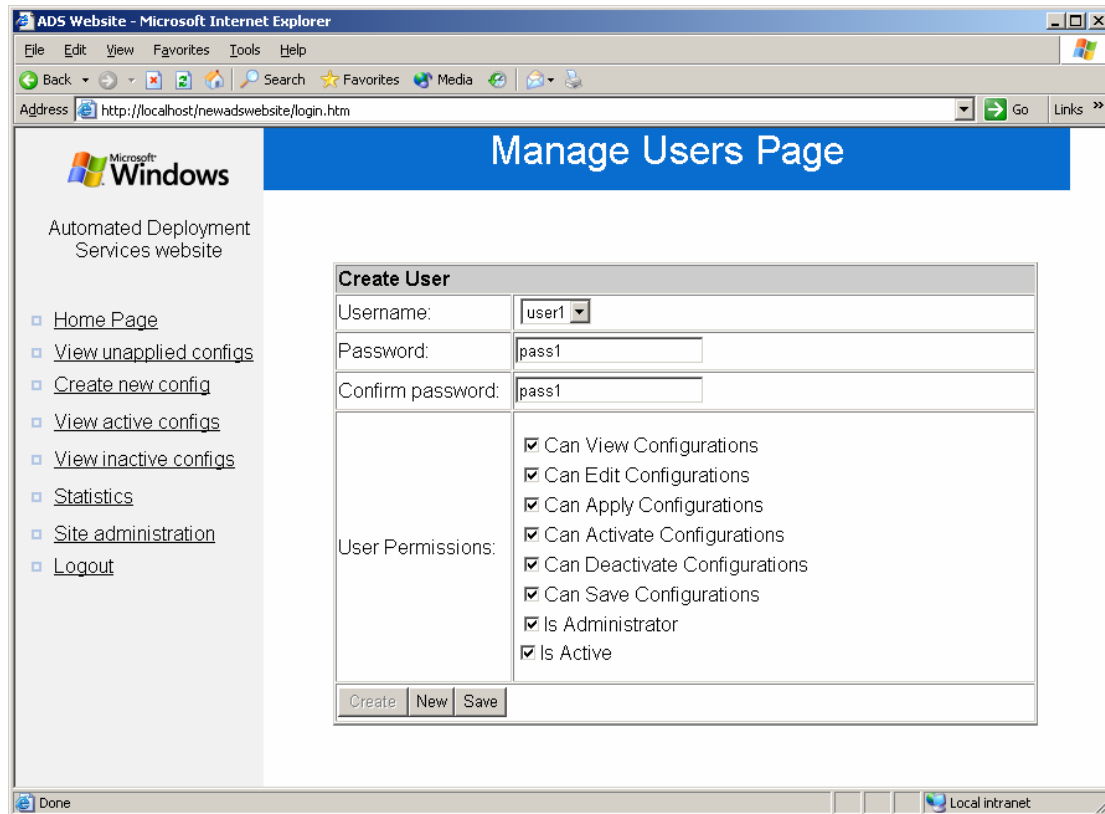 ADS Website - Microsoft Internet Explorer
File Edit View Favorites Tools Help
Back Search Favorites Media
Address http://localhost/newadswebsite/login.htm Go Links »
Microsoft
Windows
Manage Users Page
Automated Deployment
Services website
Home Page
View unapplied configs
Create new config
View active configs
View inactive configs
Statistics
Site administration
Logout
Create User
Username: user1
Password: pass1
Confirm password: pass1
User Permissions:
Can View Configurations
Can Edit Configurations
Can Apply Configurations
Can Activate Configurations
Can Deactivate Configurations
Can Save Configurations
Is Administrator
Is Active
Create New Save
Done Local intranet